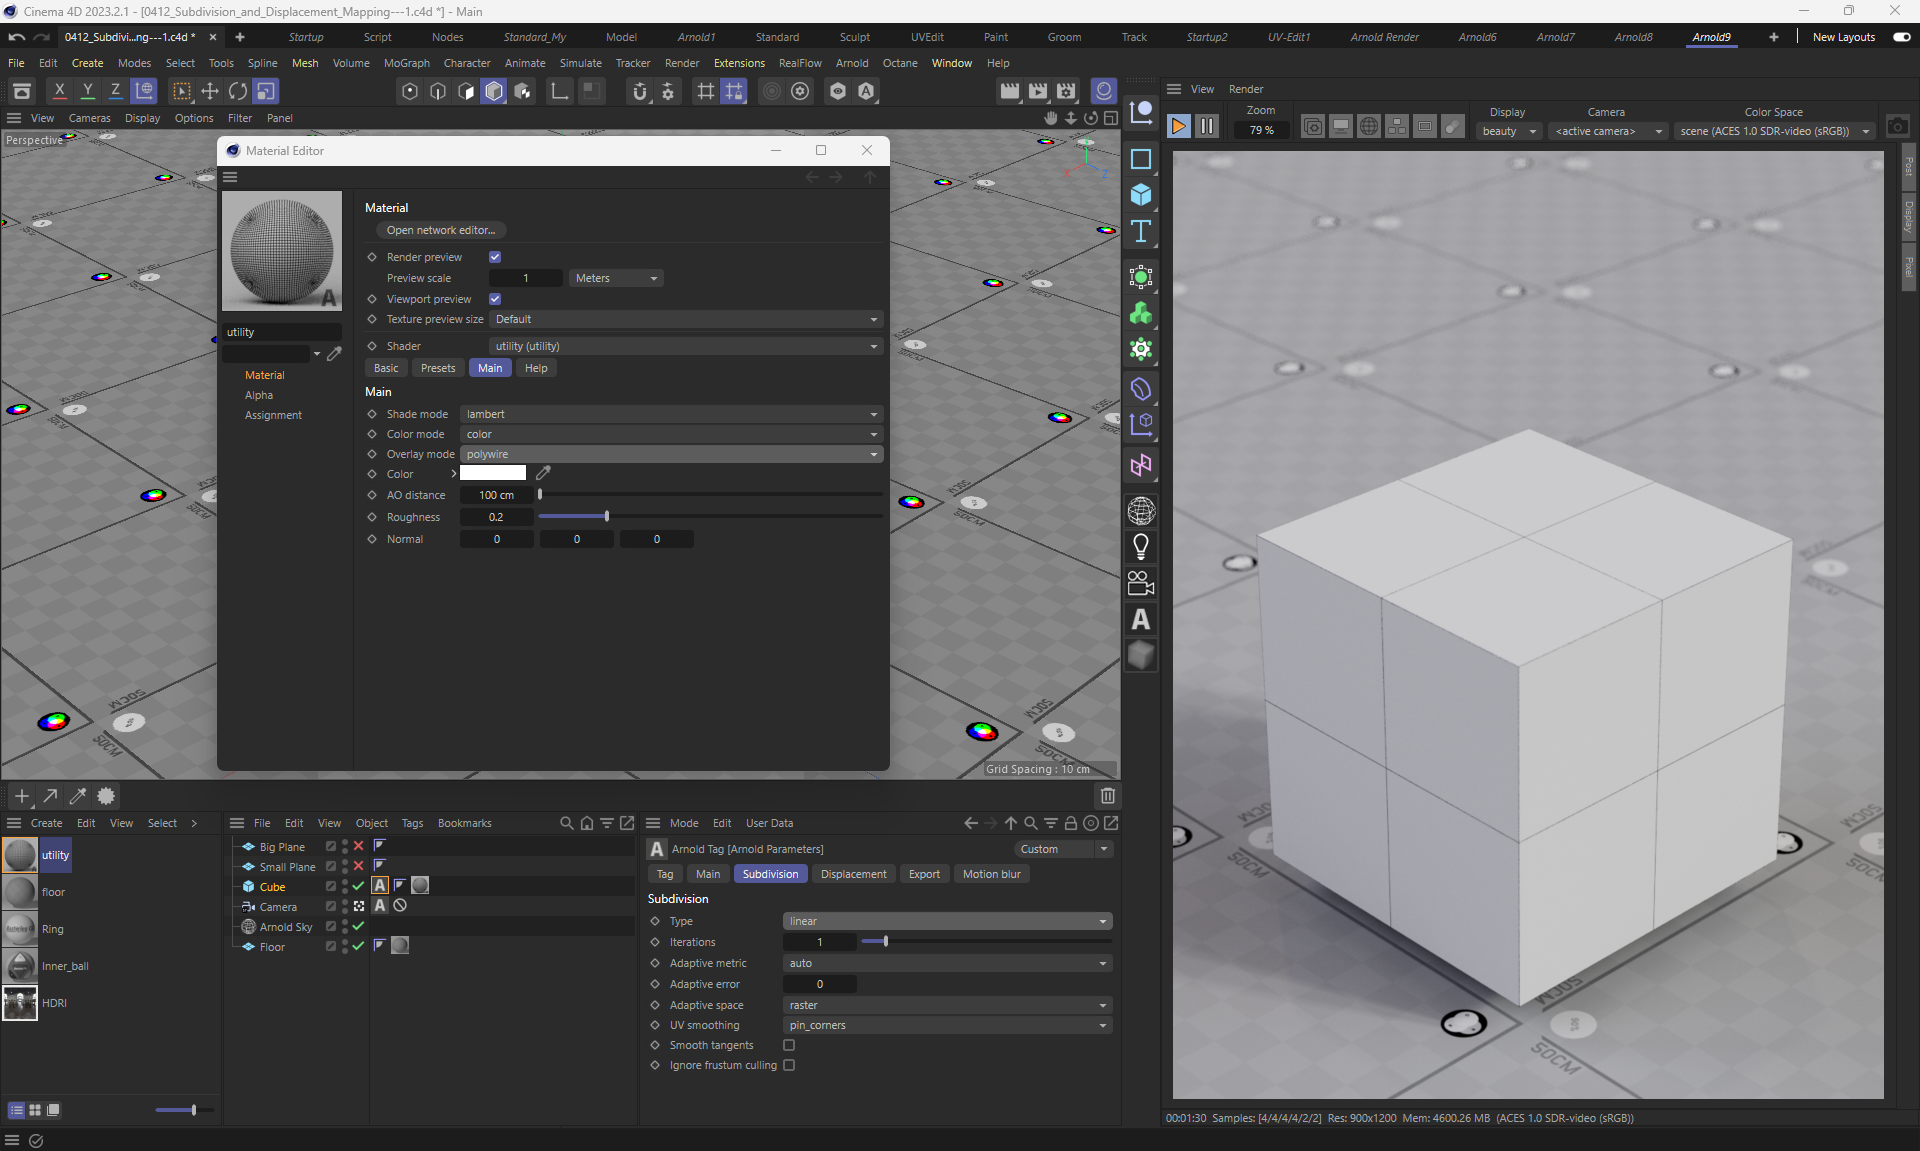 Cinema 4D 2023.2.1 - [0412_Subdivision_and_Displacement_Mapping---1.c4d *] - Main
0412_Subdivi...ng---1.c4d *
Startup Script Nodes Standard_My Model Arnold1 Standard Sculpt UVEdit Paint Groom Track Startup2 UV-Edit1 Arnold Render Arnold6 Arnold7 Arnold8 Arnold9 New Layouts
File Edit Create Modes Select Tools Spline Mesh Volume MoGraph Character Animate Simulate Tracker Render Extensions RealFlow Arnold Octane Window Help
X Y Z
View Render
View Cameras Display Options Filter Panel
Zoom
79 %
Display
beauty
Camera
<active camera>
Color Space
scene (ACES 1.0 SDR-video (sRGB))
Post
Display
Pixel
Perspective
Material Editor
Material
Open network editor...
Render preview
Preview scale 1 Meters
Viewport preview
Texture preview size Default
Shader utility (utility)
Basic Presets Main Help
Main
Shade mode lambert
Color mode color
Overlay mode polywire
Color
AO distance 100 cm
Roughness 0.2
Normal 0 0 0
utility
Material
Alpha
Assignment
50CM
50CM
50CM
50CM
Grid Spacing : 10 cm
Create Edit View Select
utility
floor
Ring
Inner_ball
HDRI
File Edit View Object Tags Bookmarks
Big Plane
Small Plane
Cube
Camera
Arnold Sky
Floor
Mode Edit User Data
Arnold Tag [Arnold Parameters] Custom
Tag Main Subdivision Displacement Export Motion blur
Subdivision
Type linear
Iterations 1
Adaptive metric auto
Adaptive error 0
Adaptive space raster
UV smoothing pin_corners
Smooth tangents
Ignore frustum culling
50CM
50CM
50CM
00:01:30 Samples: [4/4/4/4/2/2] Res: 900x1200 Mem: 4600.26 MB (ACES 1.0 SDR-video (sRGB))